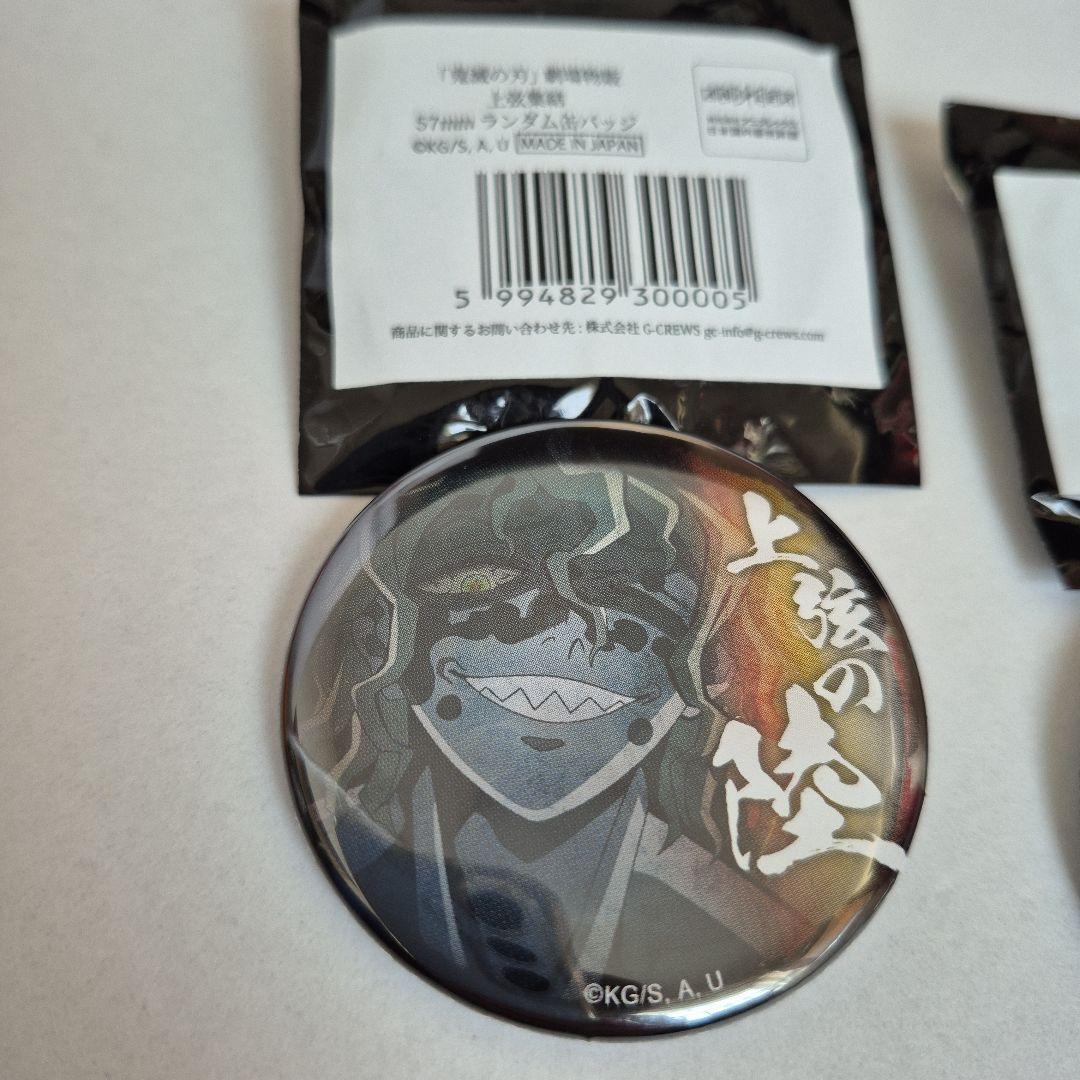 「鬼滅の刃」劇場物販
上弦集結
57mm ランダム缶バッジ
©KG/S, A, U MADE IN JAPAN
5 994829 300005
商品に関するお問い合わせ先 : 株式会社 G-CREWS gc-info@g-crews.com
上弦の
陸
©KG/S, A, U